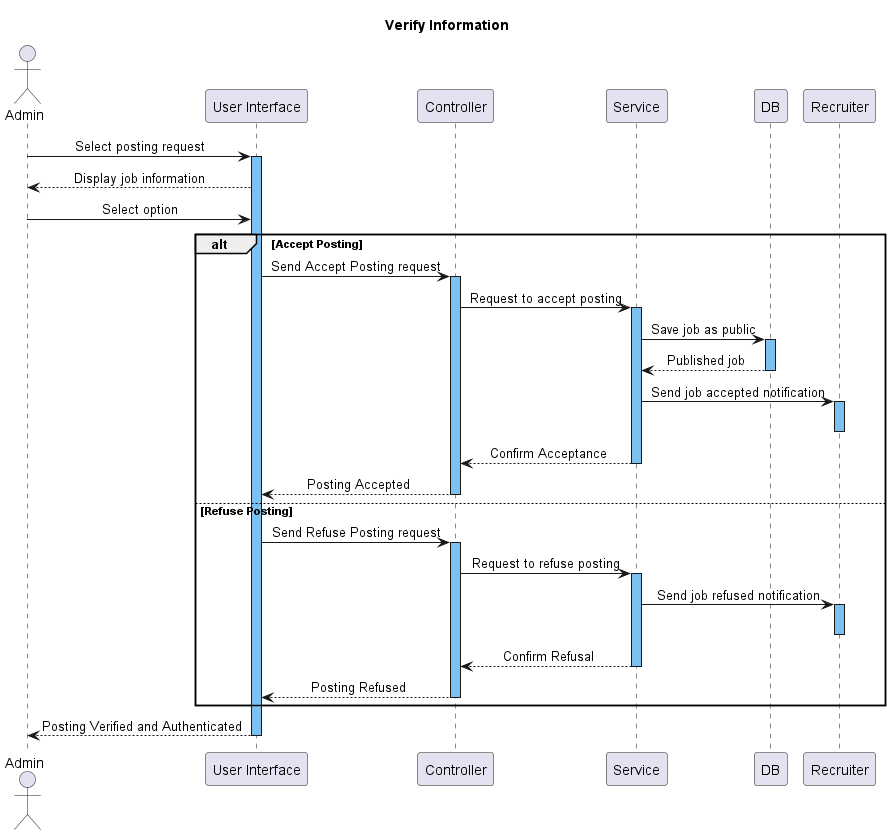 Verify Information
Admin
User Interface
Controller
Service
DB
Recruiter
Select posting request
Display job information
Select option
alt
[Accept Posting]
Send Accept Posting request
Request to accept posting
Save job as public
Published job
Send job accepted notification
Confirm Acceptance
Posting Accepted
[Refuse Posting]
Send Refuse Posting request
Request to refuse posting
Send job refused notification
Confirm Refusal
Posting Refused
Posting Verified and Authenticated
Admin
User Interface
Controller
Service
DB
Recruiter